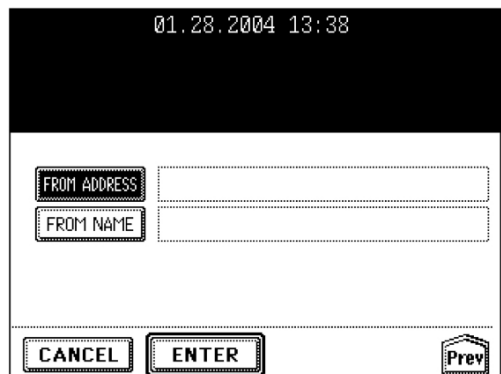 01.28.2004 13:38
FROM ADDRESS
FROM NAME
CANCEL ENTER Prev